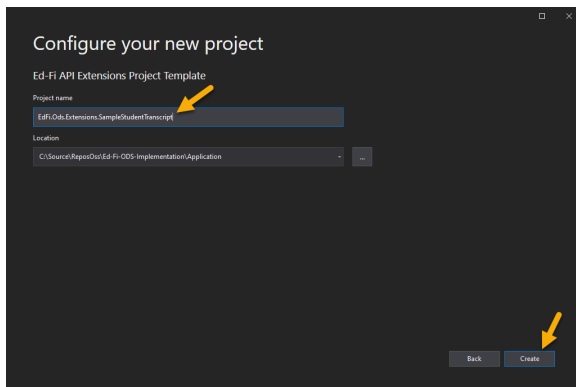 Configure your new project
Ed-Fi API Extensions Project Template
Project name
EdFi.Ods.Extensions.SampleStudentTranscript
Location
C:\Source\ReposOss\Ed-Fi-ODS-Implementation\Application
...
Back
Create